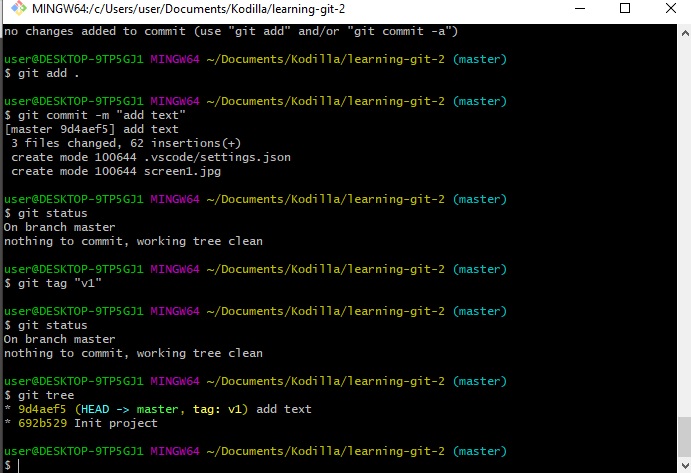 MINGW64:/c/Users/user/Documents/Kodilla/learning-git-2
no changes added to commit (use "git add" and/or "git commit -a")
user@DESKTOP-9TP5GJ1 MINGW64 ~/Documents/Kodilla/learning-git-2 (master)
$ git add .
user@DESKTOP-9TP5GJ1 MINGW64 ~/Documents/Kodilla/learning-git-2 (master)
$ git commit -m "add text"
[master 9d4aef5] add text
3 files changed, 62 insertions(+)
create mode 100644 .vscode/settings.json
create mode 100644 screen1.jpg
user@DESKTOP-9TP5GJ1 MINGW64 ~/Documents/Kodilla/learning-git-2 (master)
$ git status
On branch master
nothing to commit, working tree clean
user@DESKTOP-9TP5GJ1 MINGW64 ~/Documents/Kodilla/learning-git-2 (master)
$ git tag "v1"
user@DESKTOP-9TP5GJ1 MINGW64 ~/Documents/Kodilla/learning-git-2 (master)
$ git status
On branch master
nothing to commit, working tree clean
user@DESKTOP-9TP5GJ1 MINGW64 ~/Documents/Kodilla/learning-git-2 (master)
$ git tree
* 9d4aef5 (HEAD -> master, tag: v1) add text
* 692b529 Init project
user@DESKTOP-9TP5GJ1 MINGW64 ~/Documents/Kodilla/learning-git-2 (master)
$